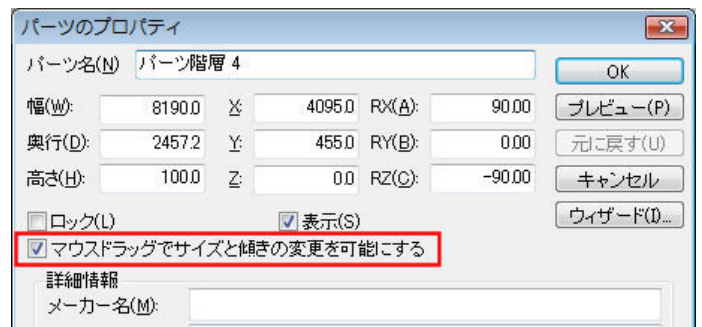 パーツのプロパティ
パーツ名(N) パーツ階層 4 OK
幅(W): 8190.0 X: 4095.0 RX(A): 90.00 プレビュー(P)
奥行(D): 2457.2 Y: 455.0 RY(B): 0.00 元に戻す(U)
高さ(H): 100.0 Z: 0.0 RZ(C): -90.00 キャンセル
ロック(L) 表示(S) ウィザード(I)...
マウスドラッグでサイズと傾きの変更を可能にする
詳細情報
メーカー名(M):